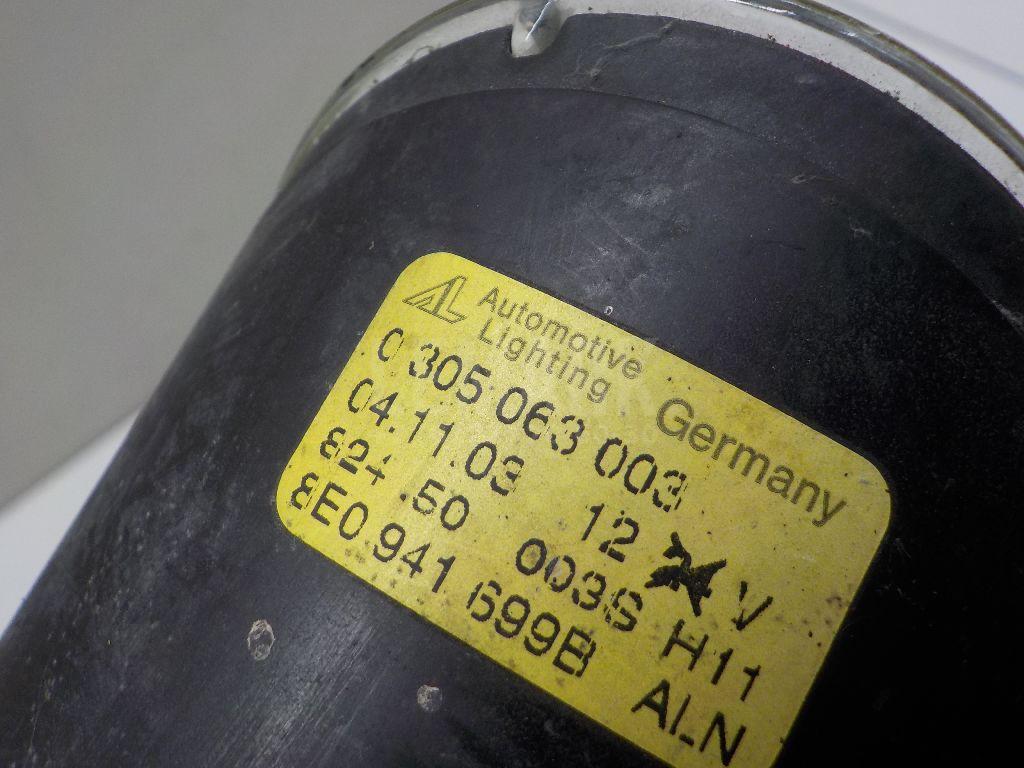 AL Automotive
Lighting Germany
0 305 063 003
04.11.03 12 V
824 .50 003S H11
8E0 941 699B ALN